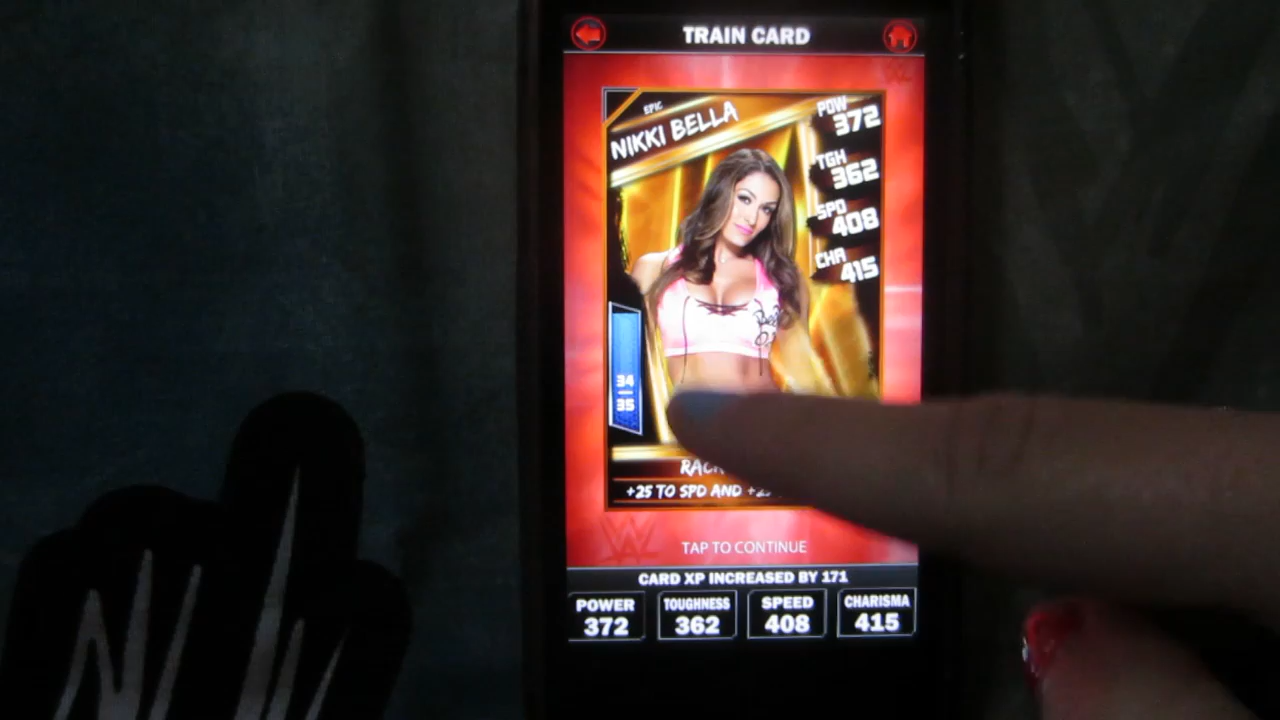 TRAIN CARD
EPIC
NIKKI BELLA
POW
372
TGH
362
SPD
408
CHA
415
34
35
+25 TO SPD AND
TAP TO CONTINUE
CARD XP INCREASED BY 171
POWER
372
TOUGHNESS
362
SPEED
408
CHARISMA
415